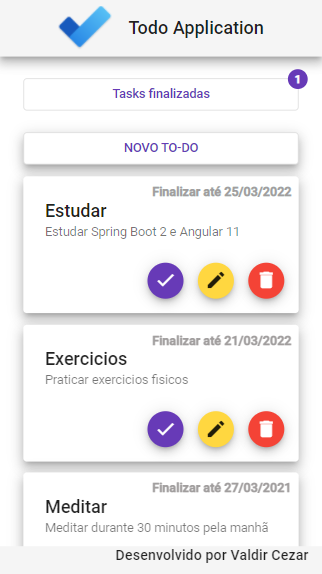 Todo Application
1
Tasks finalizadas
NOVO TO-DO
Finalizar até 25/03/2022
Estudar
Estudar Spring Boot 2 e Angular 11
Finalizar até 21/03/2022
Exercicios
Praticar exercicios fisicos
Finalizar até 27/03/2021
Meditar
Meditar durante 30 minutos pela manhã
Desenvolvido por Valdir Cezar